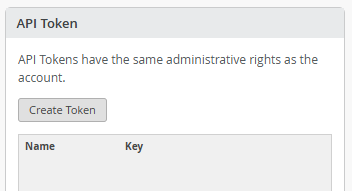 API Token
API Tokens have the same administrative rights as the
account.
Create Token
Name Key